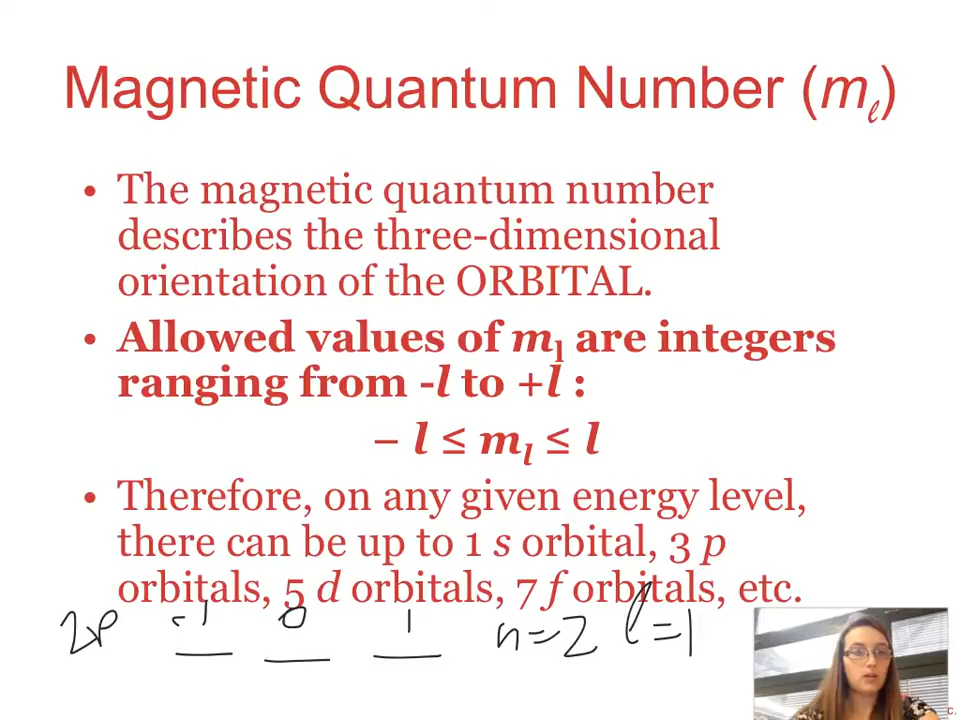 Magnetic Quantum Number (mℓ)
• The magnetic quantum number
describes the three-dimensional
orientation of the ORBITAL.
• Allowed values of ml are integers
ranging from -l to +l :
– l ≤ ml ≤ l
• Therefore, on any given energy level,
there can be up to 1 s orbital, 3 p
orbitals, 5 d orbitals, 7 f orbitals, etc.
2P -1 0 1 n=2 l=1
c.